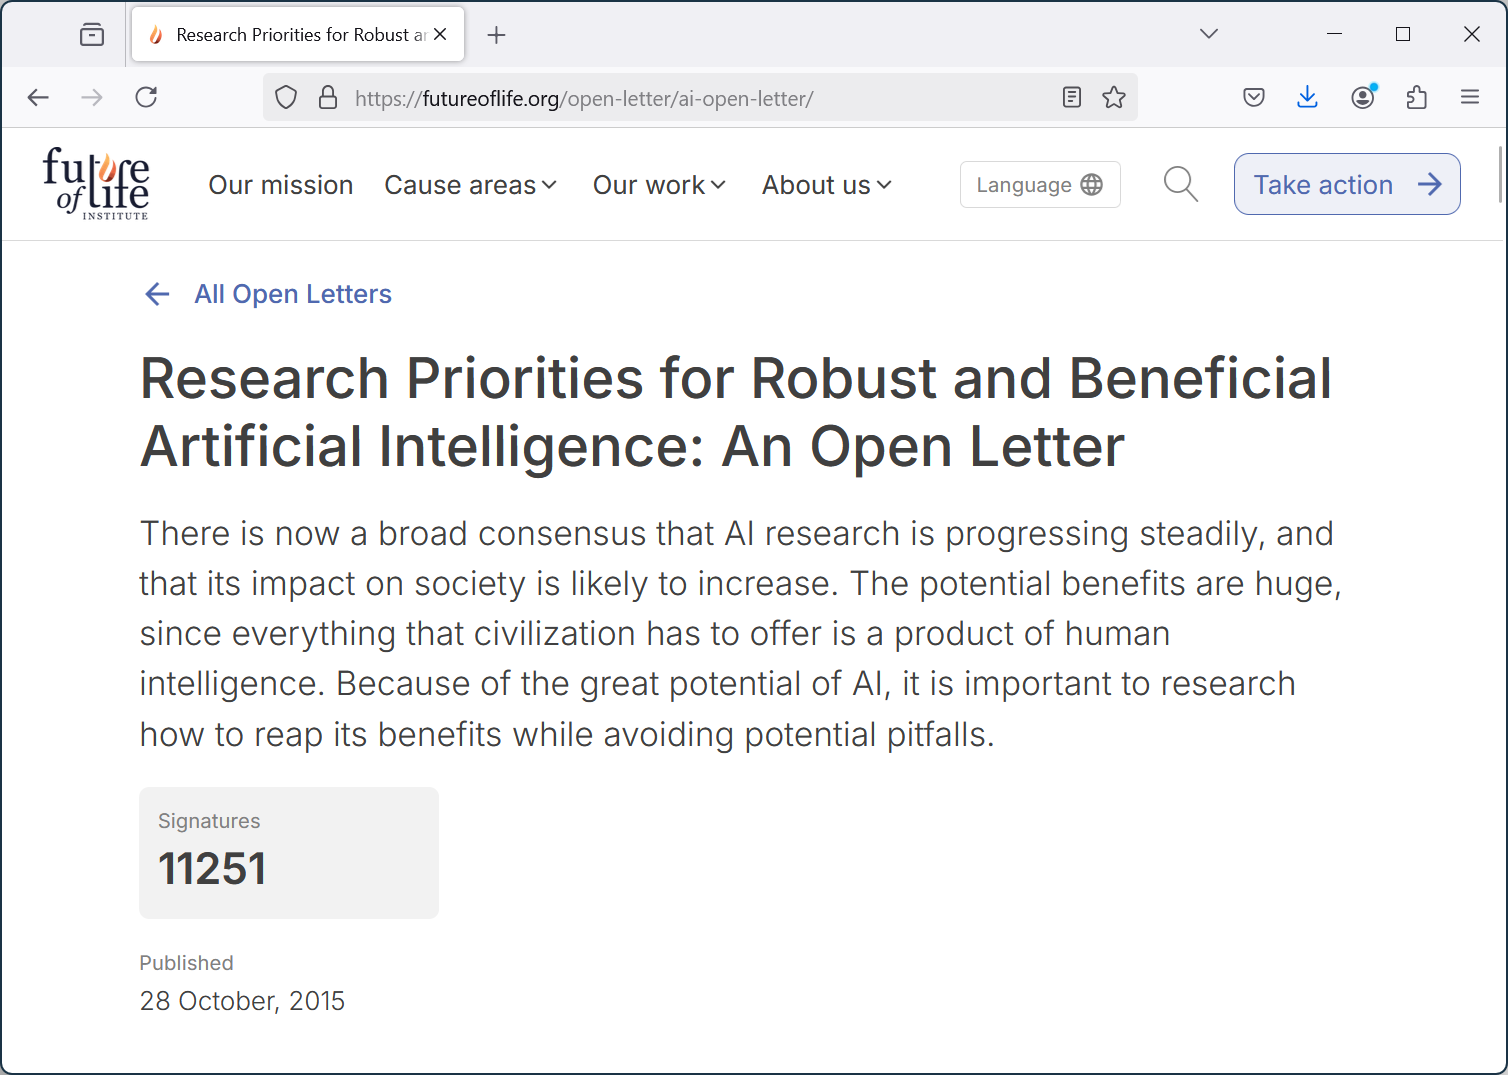 Research Priorities for Robust ar
https://futureoflife.org/open-letter/ai-open-letter/
future
of life
INSTITUTE
Our mission
Cause areas
Our work
About us
Language
Take action
All Open Letters
Research Priorities for Robust and Beneficial
Artificial Intelligence: An Open Letter
There is now a broad consensus that AI research is progressing steadily, and
that its impact on society is likely to increase. The potential benefits are huge,
since everything that civilization has to offer is a product of human
intelligence. Because of the great potential of AI, it is important to research
how to reap its benefits while avoiding potential pitfalls.
Signatures
11251
Published
28 October, 2015